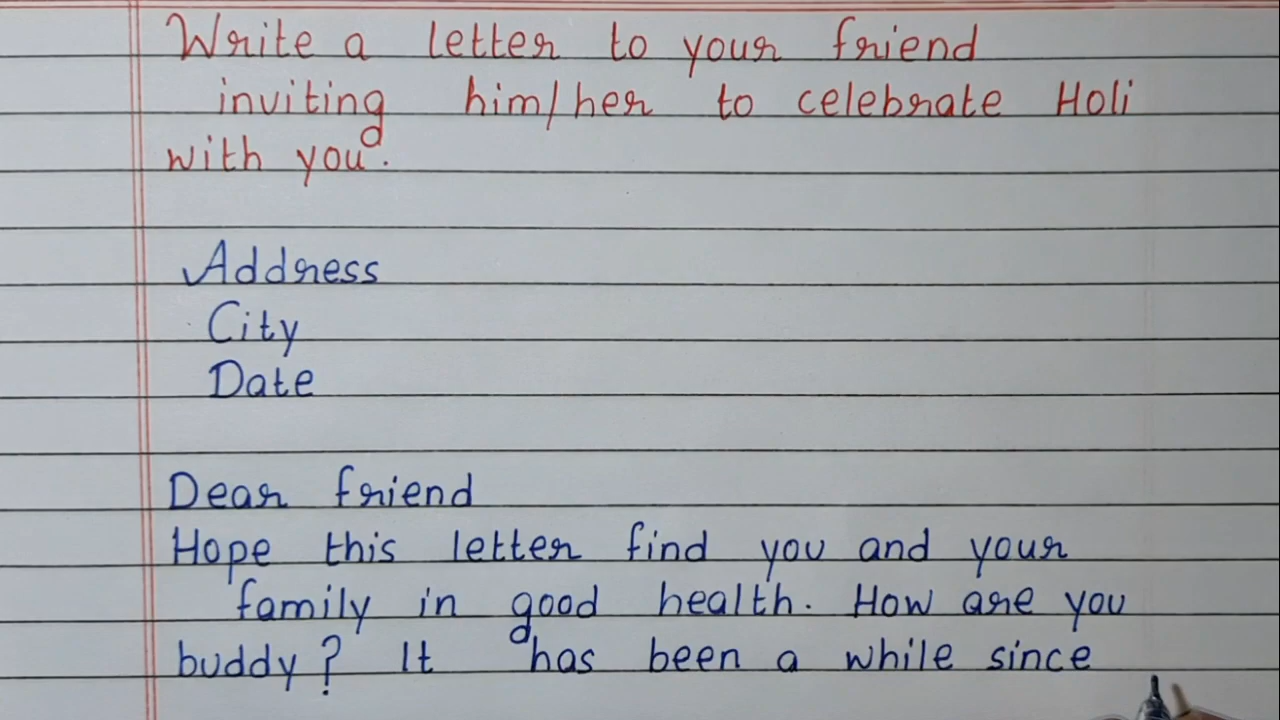 Write a letter to your friend
inviting him/her to celebrate Holi
with you.
Address
City
Date
Dear friend
Hope this letter find you and your
family in good health. How are you
buddy? It has been a while since